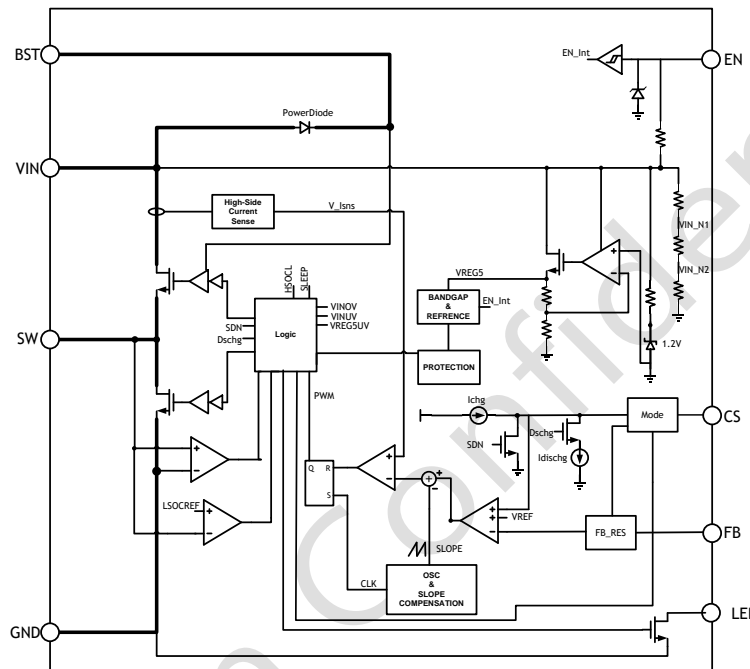 BST
EN_Int
EN
PowerDiode
VIN
High-Side
Current
Sense
V_Isns
VIN_N1
VIN_N2
HSOCL
SLEEP
VREG5
BANDGAP
&
REFRENCE
EN_Int
VINOV
VINUV
VREG5UV
SDN
Dschg
Logic
SW
1.2V
PROTECTION
PWM
Ichg
Mode
CS
SDN
Dschg
Idischg
Q
R
S
LSOCREF
VREF
FB_RES
FB
SLOPE
CLK
OSC
&
SLOPE
COMPENSATION
GND
Confiden